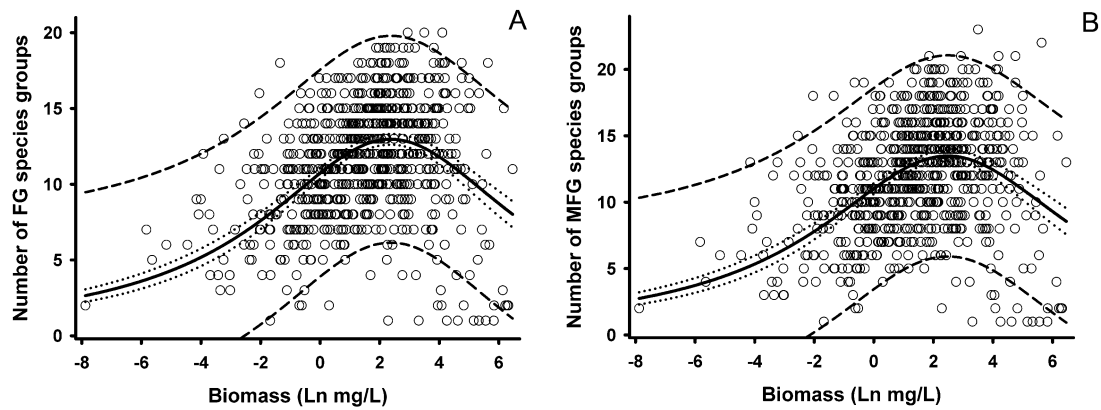 A
Number of FG species groups
20
15
10
5
0
-8 -6 -4 -2 0 2 4 6
Biomass (Ln mg/L)
B
Number of MFG species groups
20
15
10
5
0
-8 -6 -4 -2 0 2 4 6
Biomass (Ln mg/L)